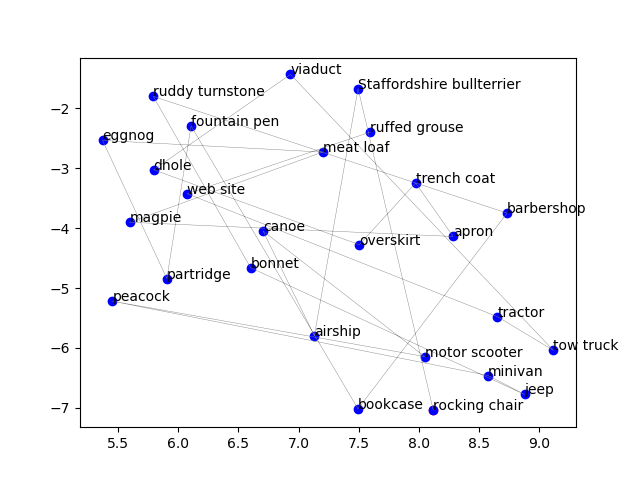 viaduct
Staffordshire bullterrier
ruddy turnstone
fountain pen
ruffed grouse
eggnog
meat loaf
dhole
trench coat
web site
barbershop
magpie
canoe
apron
overskirt
bonnet
partridge
peacock
tractor
airship
tow truck
motor scooter
minivan
jeep
bookcase
rocking chair
−2
−3
−4
−5
−6
−7
5.5 6.0 6.5 7.0 7.5 8.0 8.5 9.0